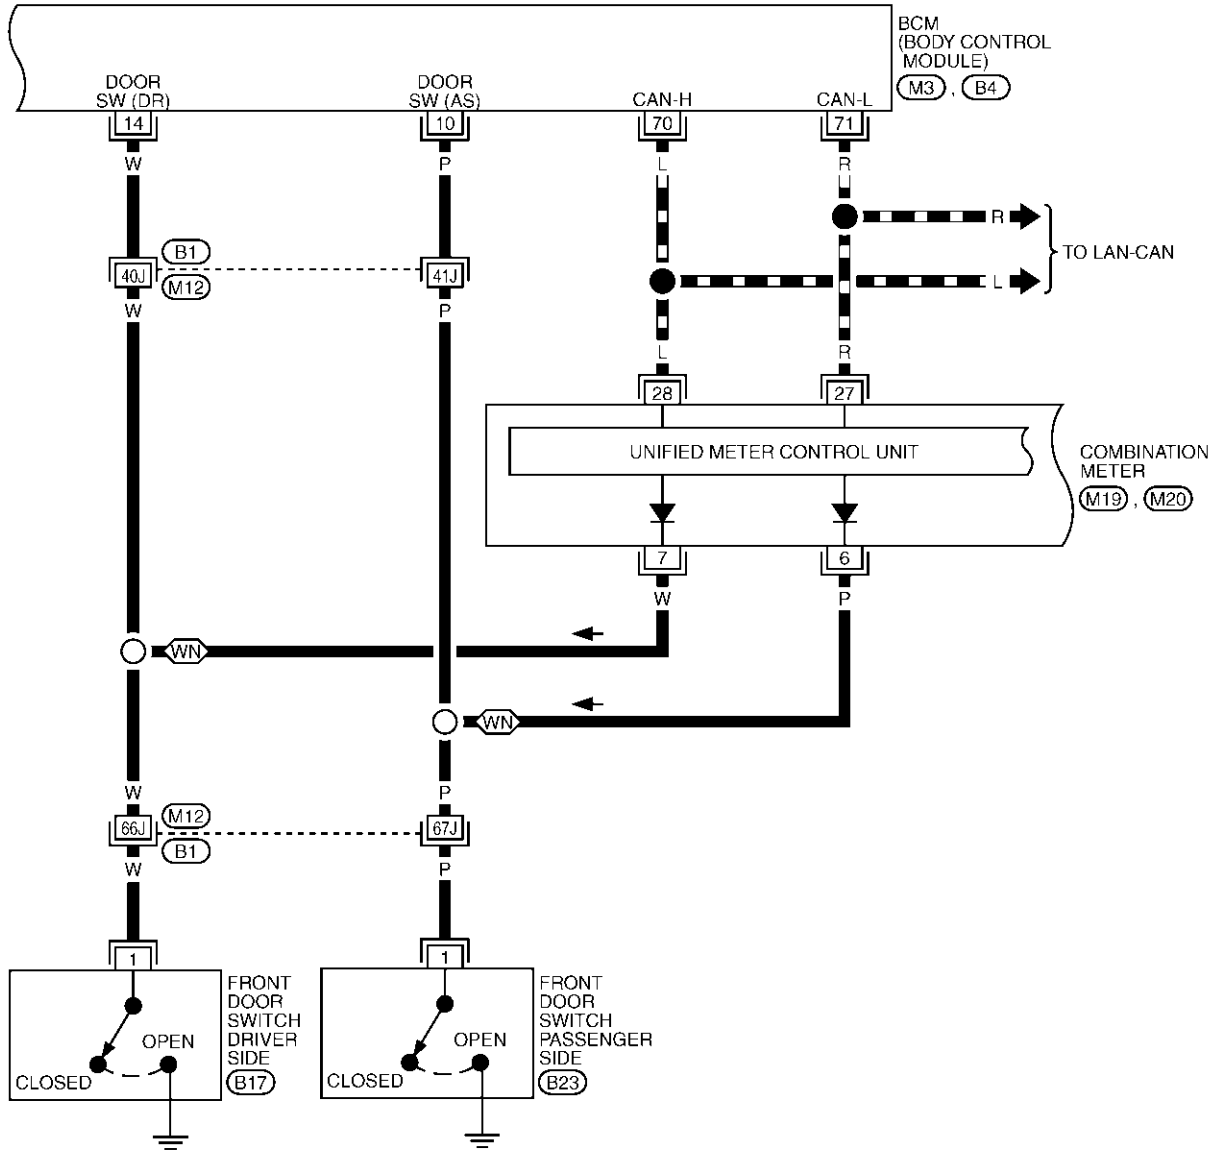 BCM
(BODY CONTROL
MODULE)
M3 , B4
DOOR
SW (DR)
DOOR
SW (AS)
CAN-H
CAN-L
14
10
70
71
W
P
L
R
R
TO LAN-CAN
L
B1
40J
41J
M12
W
P
L
R
28
27
UNIFIED METER CONTROL UNIT
COMBINATION
METER
M19 , M20
7
6
W
P
WN
WN
W
P
M12
66J
67J
B1
W
P
1
1
FRONT
DOOR
SWITCH
DRIVER
SIDE
B17
OPEN
CLOSED
FRONT
DOOR
SWITCH
PASSENGER
SIDE
B23
OPEN
CLOSED